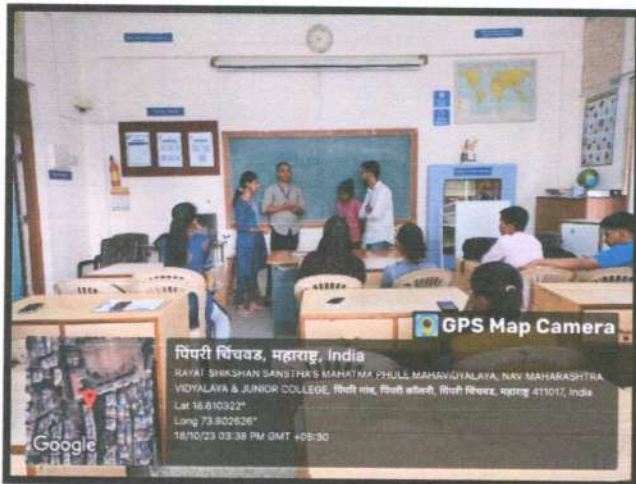 GPS Map Camera
पिंपरी चिंचवड, महाराष्ट्र, India
RAYAT SHIKSHAN SANSTHA'S MAHATMA PHULE MAHAVIDYALAYA, NAV MAHARASHTRA
VIDYALAYA & JUNIOR COLLEGE, पिंपरी गांव, पिंपरी कॉलनी, पिंपरी चिंचवड, महाराष्ट्र 411017, India
Lat 18.610322°
Long 73.802626°
18/10/23 03:38 PM GMT +05:30
Google